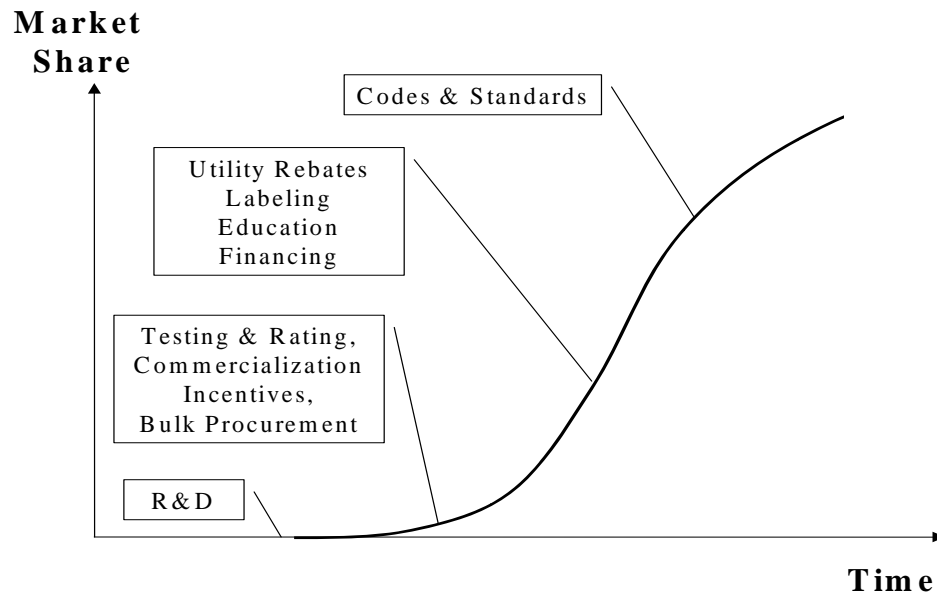 Market
Share
Codes & Standards
Utility Rebates
Labeling
Education
Financing
Testing & Rating,
Commercialization
Incentives,
Bulk Procurement
R&D
Time